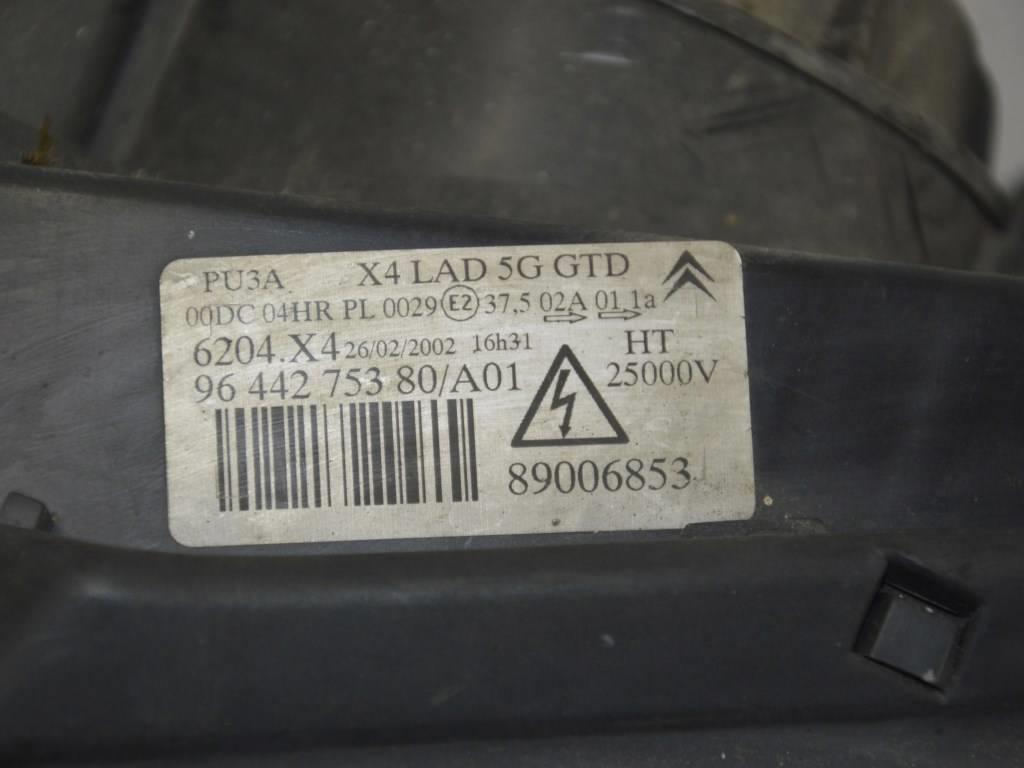 PU3A X4 LAD 5G GTD
00DC 04HR PL 0029 E2 37,5 02A 01 1a
6204.X4 26/02/2002 16h31 HT
96 442 753 80/A01 25000V
89006853